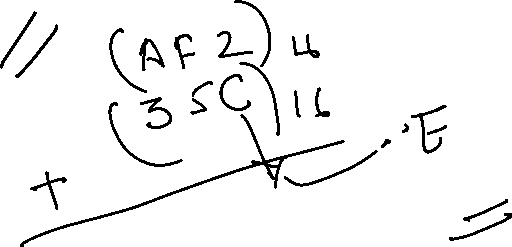 (AF2)16
(35C)16
+ ∴ E